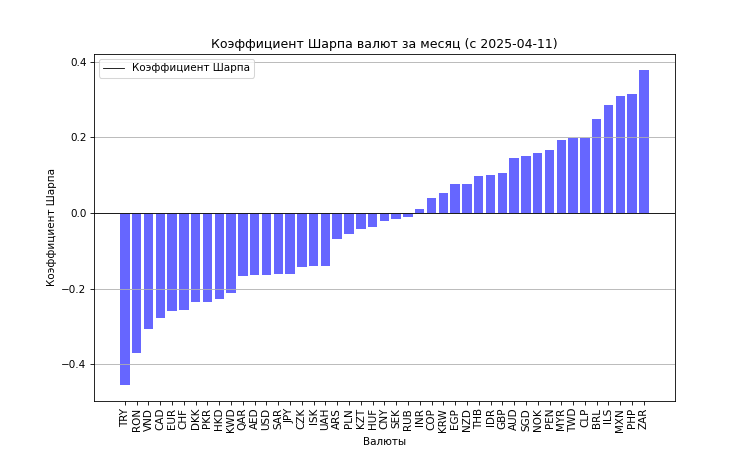 Коэффициент Шарпа валют за месяц (с 2025-04-11)
Коэффициент Шарпа
Коэффициент Шарпа
0.4
0.2
0.0
−0.2
−0.4
TRY RON VND CAD EUR CHF DKK PKR HKD KWD QAR AED USD SAR JPY CZK ISK UAH ARS PLN KZT HUF CNY SEK RUB INR COP KRW EGP NZD THB IDR GBP AUD SGD NOK PEN MYR TWD CLP BRL ILS MXN PHP ZAR
Валюты